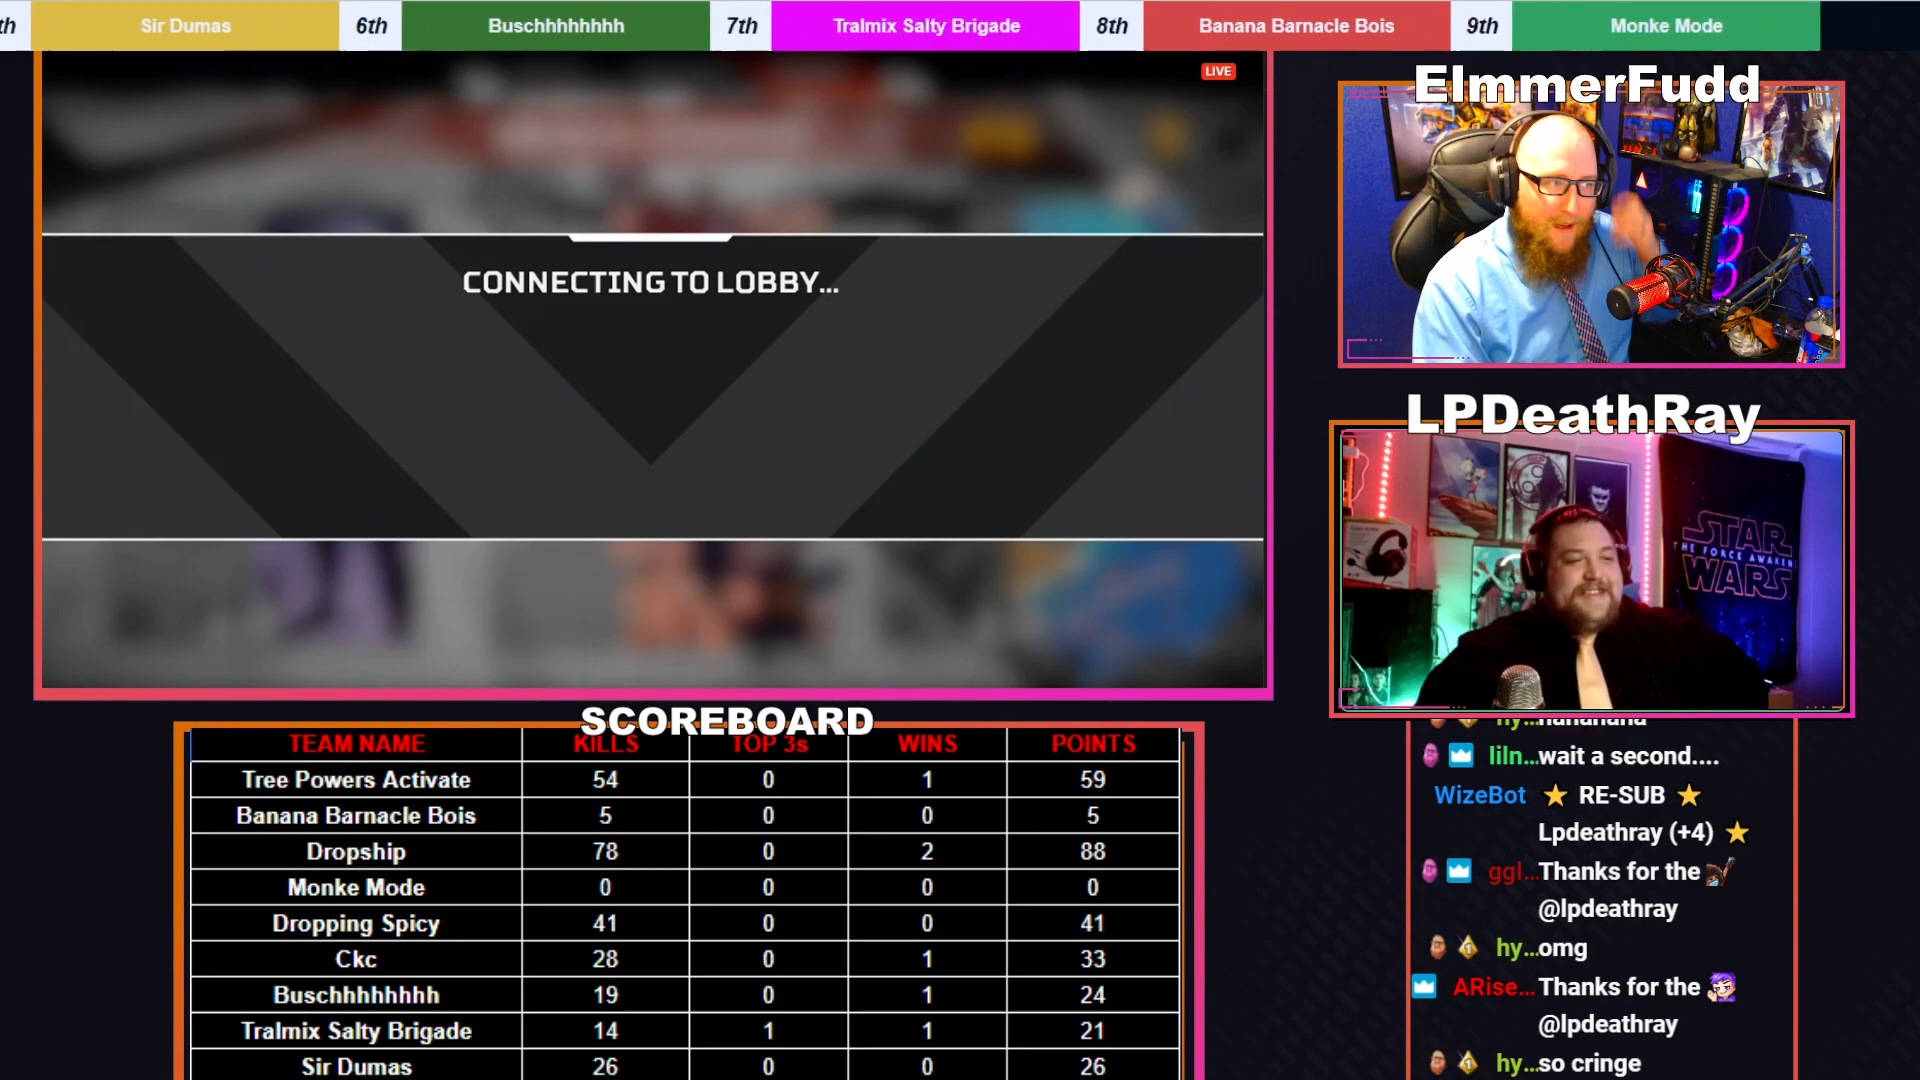 th
Sir Dumas
6th
Buschhhhhhhh
7th
Tralmix Salty Brigade
8th
Banana Barnacle Bois
9th
Monke Mode
LIVE
CONNECTING TO LOBBY...
ElmmerFudd
LPDeathRay
STAR
THE FORCE AWAKENS
WARS
SCOREBOARD
TEAM NAME KILLS TOP 3s WINS POINTS
Tree Powers Activate 54 0 1 59
Banana Barnacle Bois 5 0 0 5
Dropship 78 0 2 88
Monke Mode 0 0 0 0
Dropping Spicy 41 0 0 41
Ckc 28 0 1 33
Buschhhhhhhh 19 0 1 24
Tralmix Salty Brigade 14 1 1 21
Sir Dumas 26 0 0 26
hy...hahahaha
liln...wait a second....
WizeBot ⭐ RE-SUB ⭐
Lpdeathray (+4) ⭐
ggl...Thanks for the
@lpdeathray
hy...omg
ARise...Thanks for the
@lpdeathray
hy...so cringe